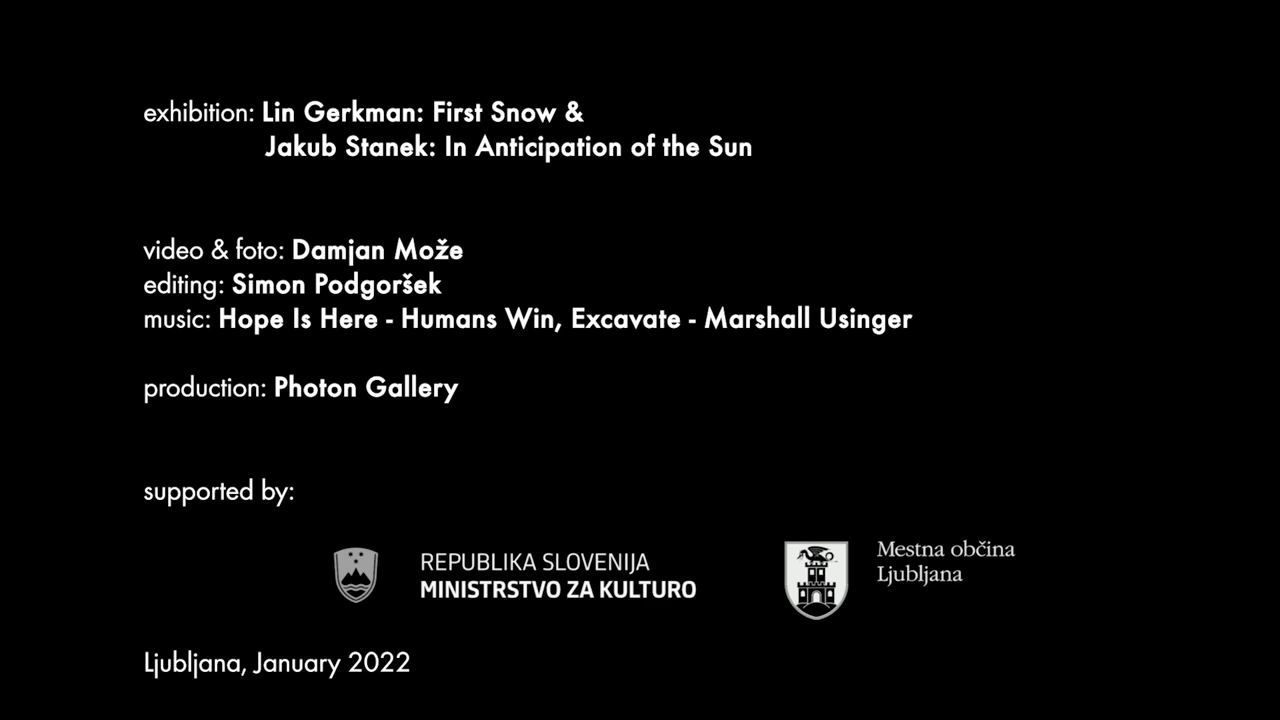 exhibition: Lin Gerkman: First Snow &
Jakub Stanek: In Anticipation of the Sun
video & foto: Damjan Može
editing: Simon Podgoršek
music: Hope Is Here - Humans Win, Excavate - Marshall Usinger
production: Photon Gallery
supported by:
REPUBLIKA SLOVENIJA
MINISTRSTVO ZA KULTURO
Mestna občina
Ljubljana
Ljubljana, January 2022